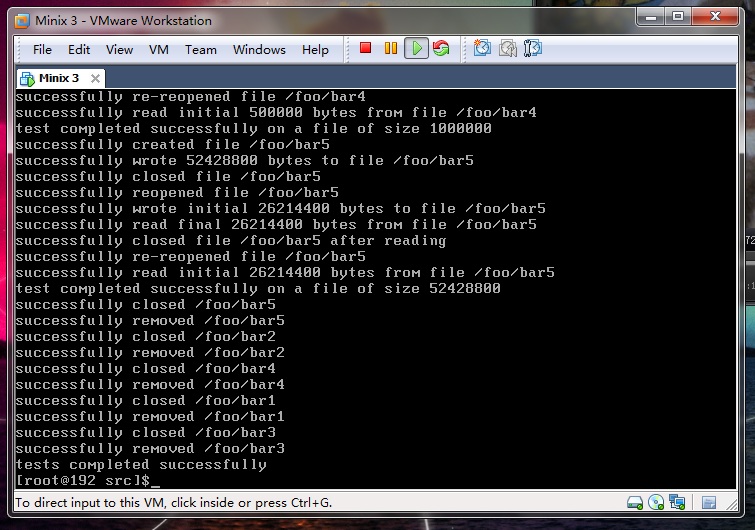 Minix 3 - VMware Workstation
File Edit View VM Team Windows Help
Minix 3
successfully re-reopened file /foo/bar4
successfully read initial 500000 bytes from file /foo/bar4
test completed successfully on a file of size 1000000
successfully created file /foo/bar5
successfully wrote 52428800 bytes to file /foo/bar5
successfully closed file /foo/bar5
successfully reopened file /foo/bar5
successfully wrote initial 26214400 bytes to file /foo/bar5
successfully read final 26214400 bytes from file /foo/bar5
successfully closed file /foo/bar5 after reading
successfully re-reopened file /foo/bar5
successfully read initial 26214400 bytes from file /foo/bar5
test completed successfully on a file of size 52428800
successfully closed /foo/bar5
successfully removed /foo/bar5
successfully closed /foo/bar2
successfully removed /foo/bar2
successfully closed /foo/bar4
successfully removed /foo/bar4
successfully closed /foo/bar1
successfully removed /foo/bar1
successfully closed /foo/bar3
successfully removed /foo/bar3
tests completed successfully
[root@192 src]$_
To direct input to this VM, click inside or press Ctrl+G.